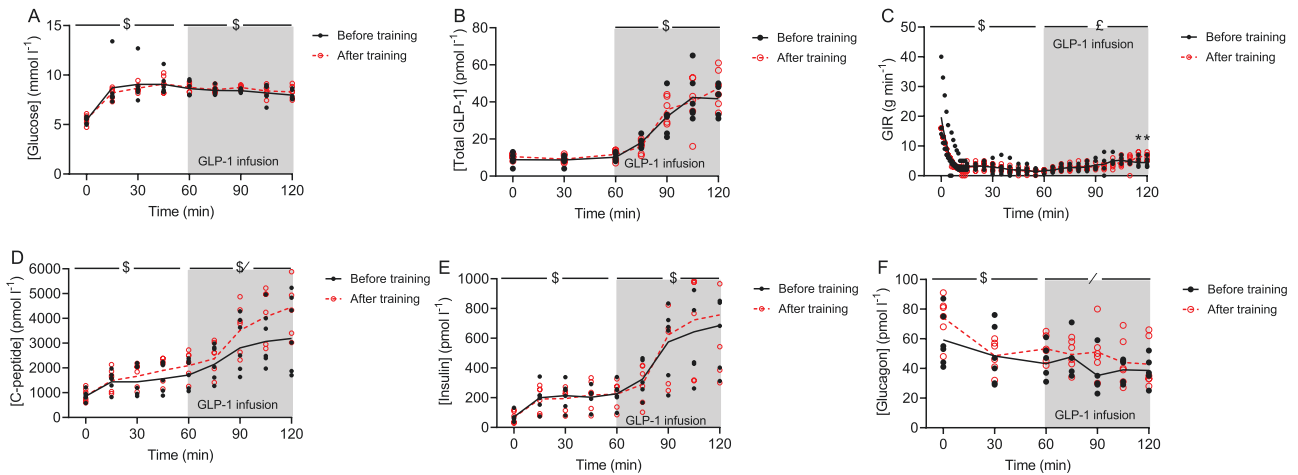 A
$
$
[Glucose] (mmol l⁻¹)
15
10
5
0
GLP-1 infusion
0 30 60 90 120
Time (min)
Before training
After training
B
$
[Total GLP-1] (pmol l⁻¹)
80
60
40
20
0
GLP-1 infusion
0 30 60 90 120
Time (min)
Before training
After training
C
$
£
GIR (g min⁻¹)
50
40
30
20
10
0
GLP-1 infusion
**
0 30 60 90 120
Time (min)
Before training
After training
D
$
$⁄
[C-peptide] (pmol l⁻¹)
6000
5000
4000
3000
2000
1000
0
GLP-1 infusion
0 30 60 90 120
Time (min)
Before training
After training
E
$
$
[Insulin] (pmol l⁻¹)
1000
800
600
400
200
0
GLP-1 infusion
0 30 60 90 120
Time (min)
Before training
After training
F
$
⁄
[Glucagon] (pmol l⁻¹)
100
80
60
40
20
0
GLP-1 infusion
0 30 60 90 120
Time (min)
Before training
After training